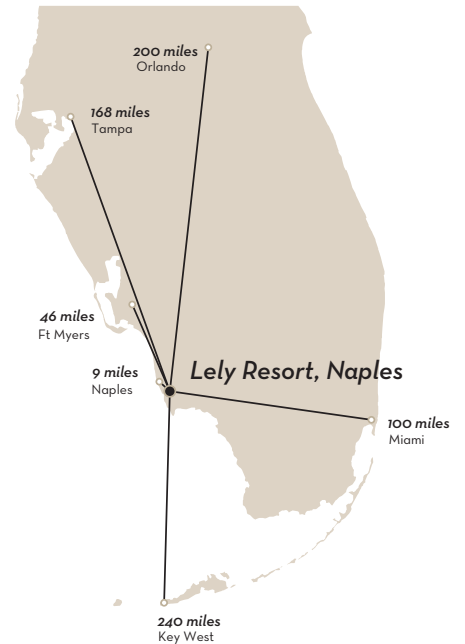 200 miles
Orlando
168 miles
Tampa
46 miles
Ft Myers
9 miles
Naples
Lely Resort, Naples
100 miles
Miami
240 miles
Key West